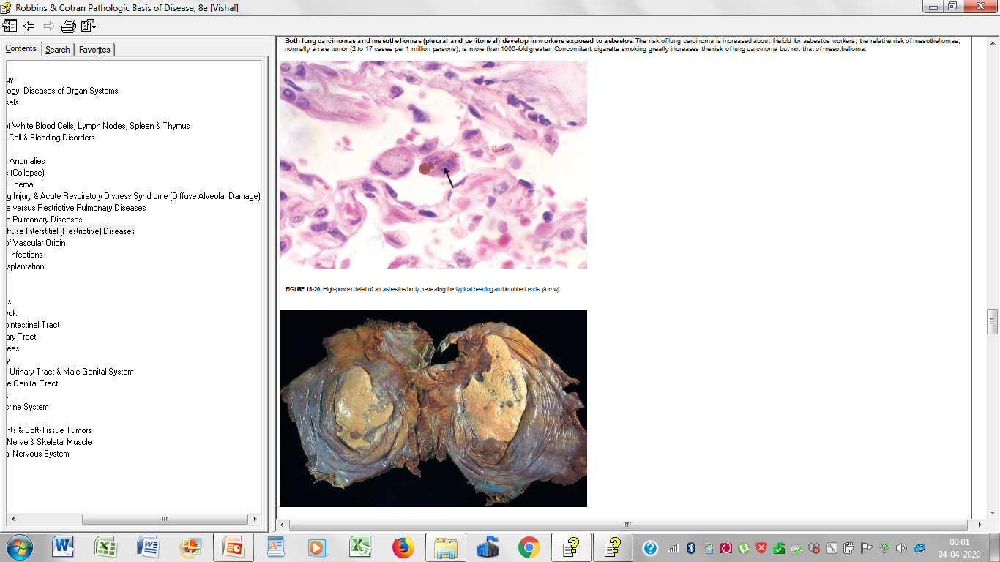 Robbins & Cotran Pathologic Basis of Disease, 8e [Vishal]
Contents
Search
Favorites
gy
ogy: Diseases of Organ Systems
sels
of White Blood Cells, Lymph Nodes, Spleen & Thymus
Cell & Bleeding Disorders
Anomalies
(Collapse)
Edema
g Injury & Acute Respiratory Distress Syndrome (Diffuse Alveolar Damage)
e versus Restrictive Pulmonary Diseases
e Pulmonary Diseases
ffuse Interstitial (Restrictive) Diseases
of Vascular Origin
Infections
splantation
s
ck
ointestinal Tract
ary Tract
eas
y
Urinary Tract & Male Genital System
e Genital Tract
crine System
nts & Soft-Tissue Tumors
Nerve & Skeletal Muscle
al Nervous System
Both lung carcinomas and mesotheliomas (pleural and peritoneal) develop in workers exposed to asbestos. The risk of lung carcinoma is increased about fivefold for asbestos workers; the relative risk of mesotheliomas,
normally a rare tumor (2 to 17 cases per 1 million persons), is more than 1000-fold greater. Concomitant cigarette smoking greatly increases the risk of lung carcinoma but not that of mesothelioma.
FIGURE 15-20 High-power detail of an asbestos body, revealing the typical beading and knobbed ends (arrow).
00:01
04-04-2020